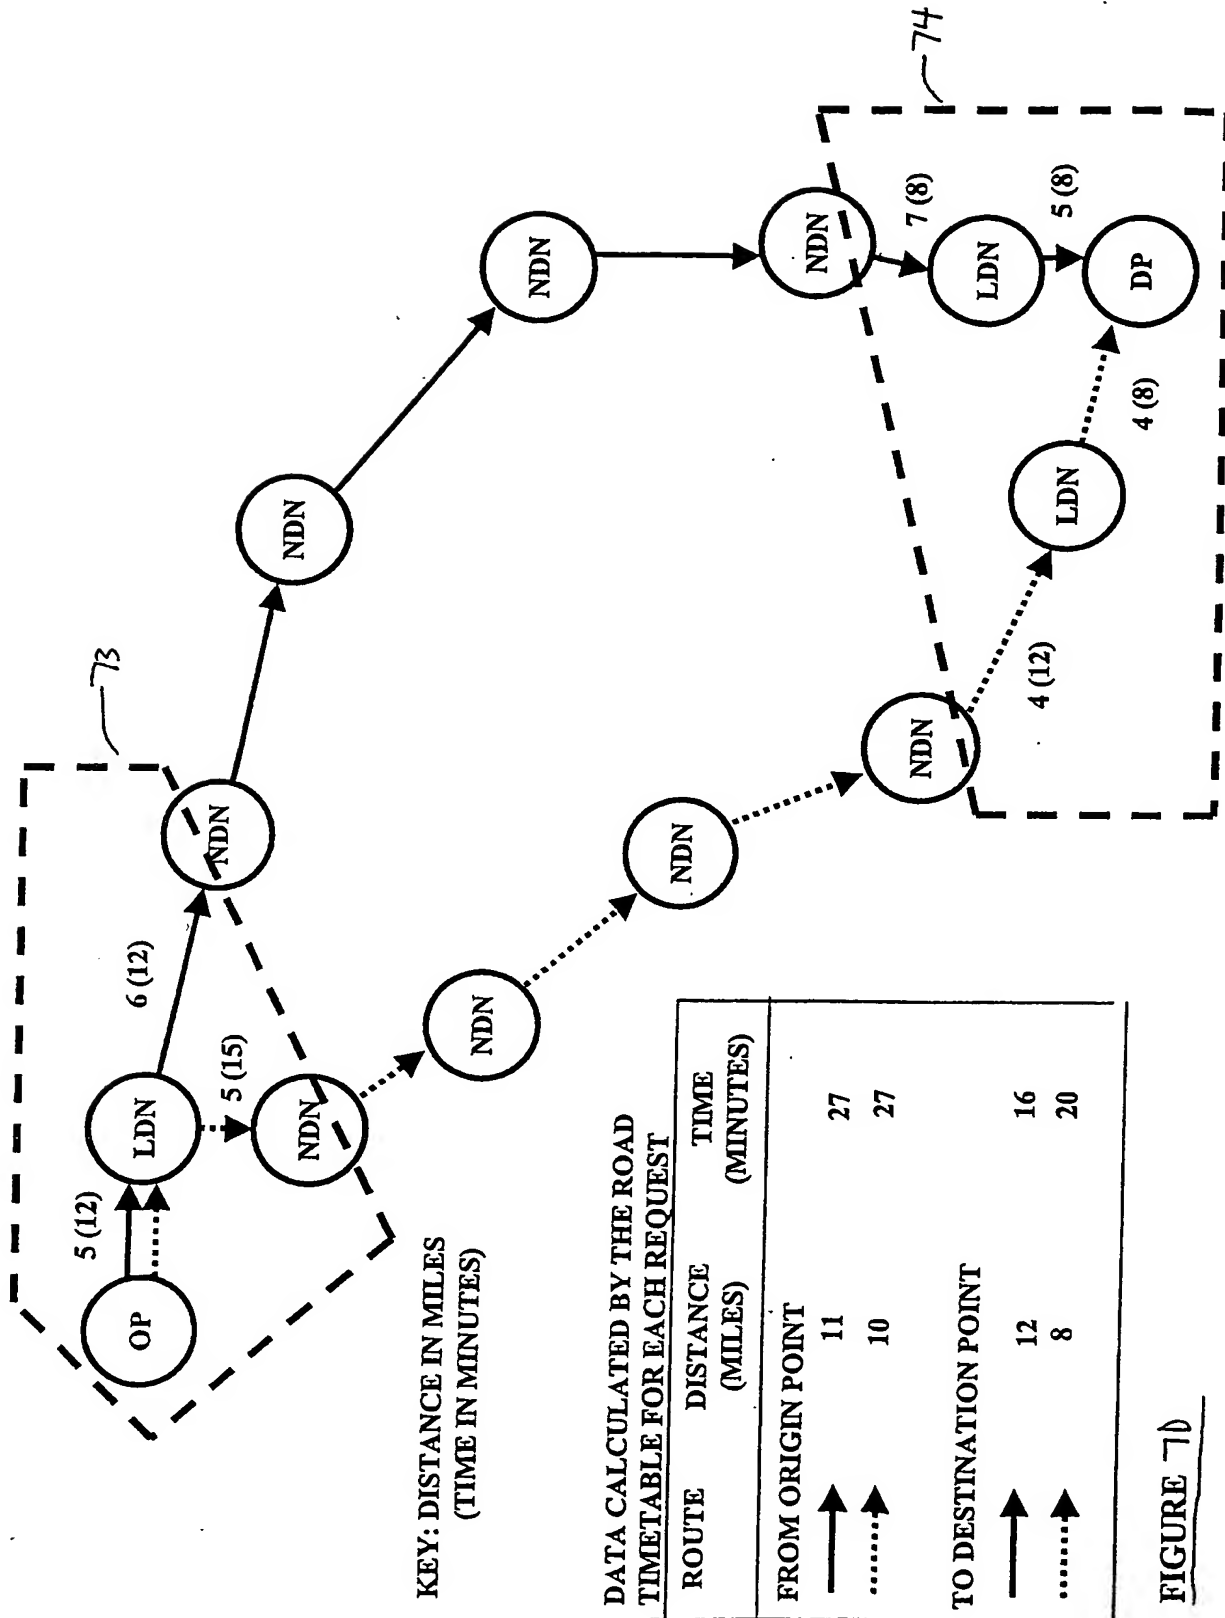 74
73
OP
5 (12)
LDN
6 (12)
5 (15)
NDN
NDN
NDN
NDN
NDN
NDN
NDN
NDN
7 (8)
LDN
5 (8)
4 (12)
LDN
4 (8)
DP
KEY: DISTANCE IN MILES
(TIME IN MINUTES)
DATA CALCULATED BY THE ROAD
TIMETABLE FOR EACH REQUEST
ROUTE DISTANCE TIME
(MILES) (MINUTES)
FROM ORIGIN POINT
11 27
10 27
TO DESTINATION POINT
12 16
8 20
FIGURE 7D